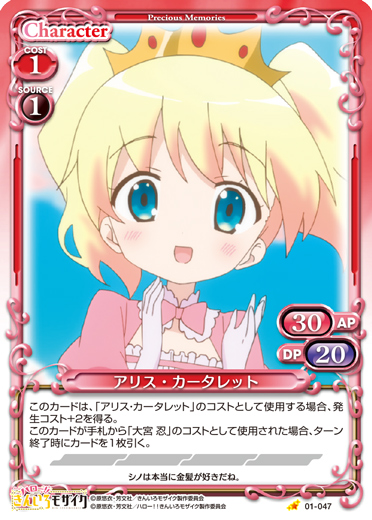 Precious Memories
Character
COST
1
SOURCE
1
30 AP
DP 20
アリス・カータレット
このカードは、「アリス・カータレット」のコストとして使用する場合、発
生コスト+2を得る。
このカードが手札から「大宮 忍」のコストとして使用された場合、ターン
終了時にカードを1枚引く。
シノは本当に金髪が好きだね。
ハロー!!
きんいろモザイク
©原悠衣・芳文社/きんいろモザイク製作委員会
©原悠衣・芳文社/ハロー!!きんいろモザイク製作委員会
01-047